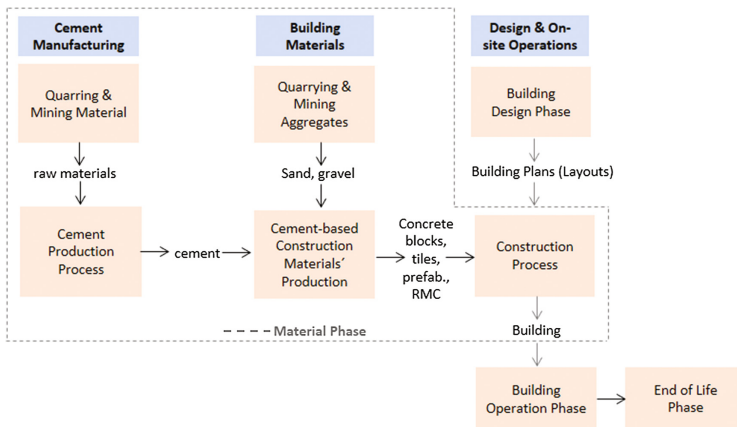 Cement
Manufacturing
Building
Materials
Design & On-
site Operations
Quarring &
Mining Material
Quarrying &
Mining
Aggregates
Building
Design Phase
raw materials
Sand, gravel
Building Plans (Layouts)
Cement
Production
Process
cement
Cement-based
Construction
Materials´
Production
Concrete
blocks,
tiles,
prefab.,
RMC
Construction
Process
Material Phase
Building
Building
Operation Phase
End of Life
Phase